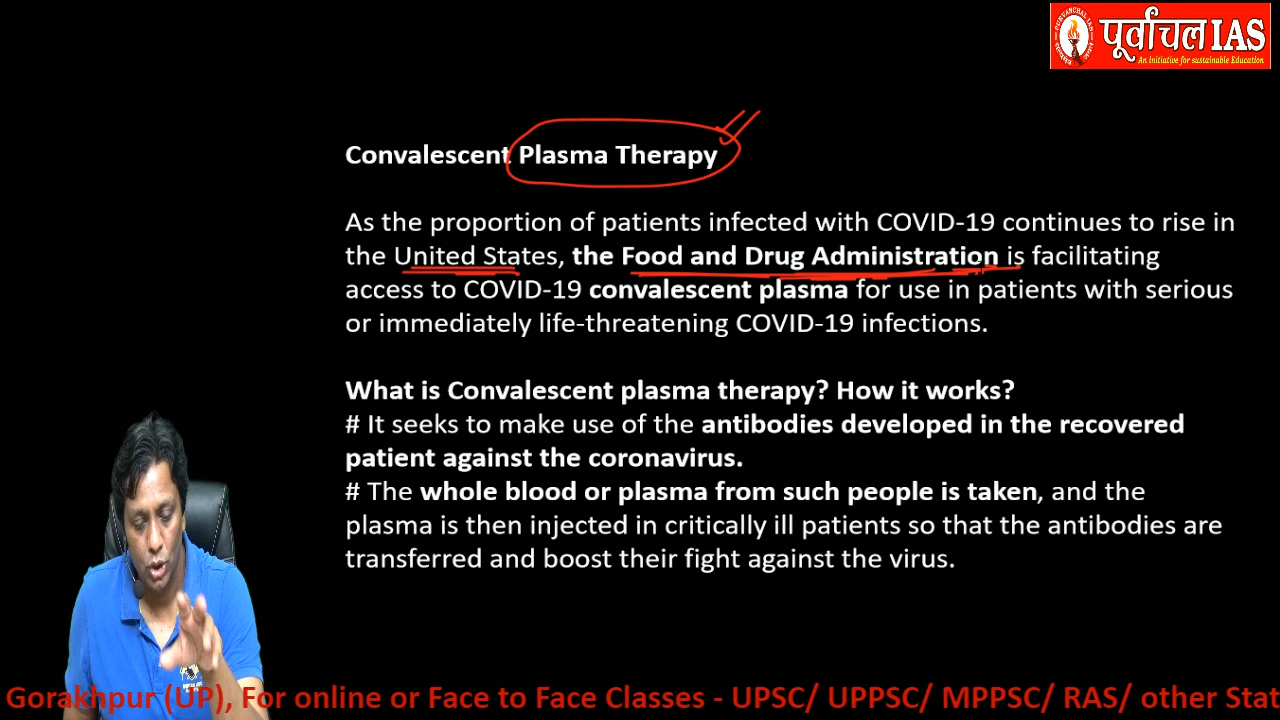 पूर्वांचल IAS
An initiative for sustainable Education
Convalescent Plasma Therapy
As the proportion of patients infected with COVID-19 continues to rise in
the United States, the Food and Drug Administration is facilitating
access to COVID-19 convalescent plasma for use in patients with serious
or immediately life-threatening COVID-19 infections.
What is Convalescent plasma therapy? How it works?
# It seeks to make use of the antibodies developed in the recovered
patient against the coronavirus.
# The whole blood or plasma from such people is taken, and the
plasma is then injected in critically ill patients so that the antibodies are
transferred and boost their fight against the virus.
Gorakhpur (UP), For online or Face to Face Classes - UPSC/ UPPSC/ MPPSC/ RAS/ other Stat